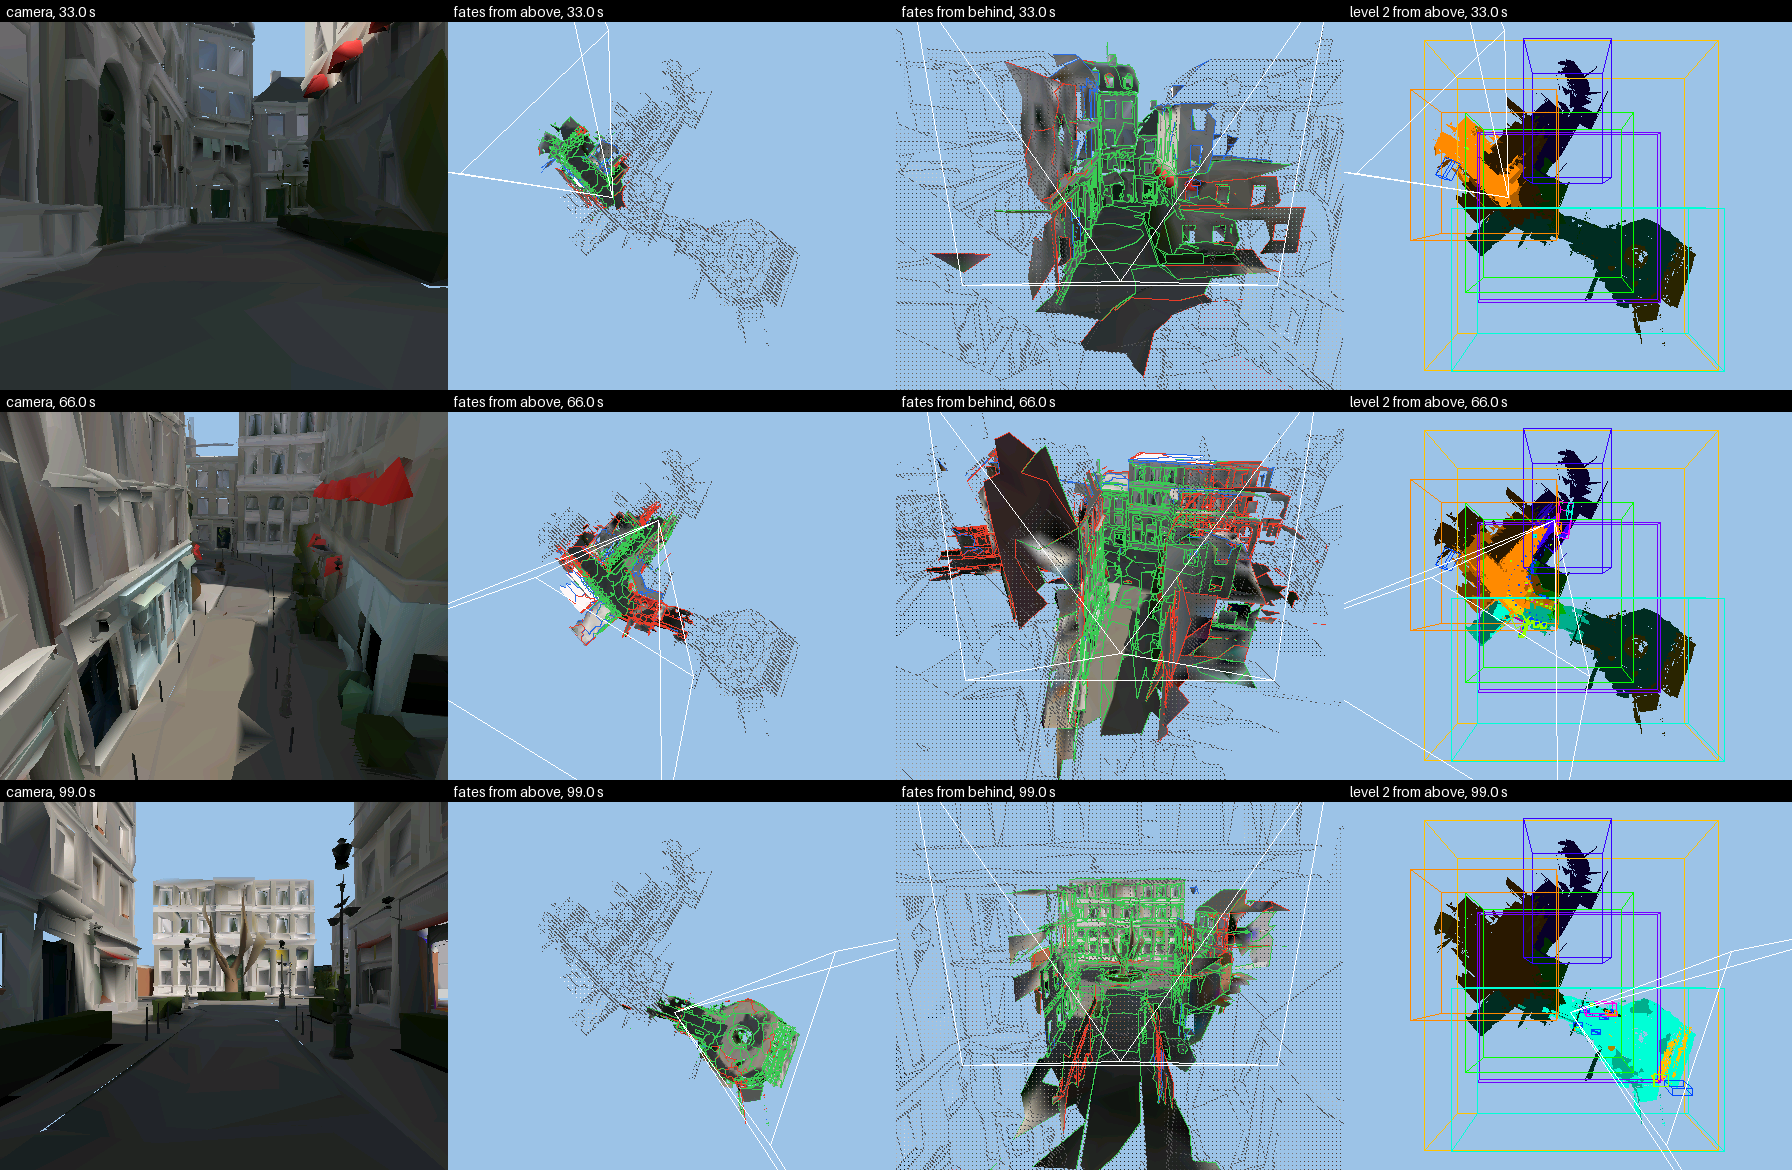 camera, 33.0 s
fates from above, 33.0 s
fates from behind, 33.0 s
level 2 from above, 33.0 s
camera, 66.0 s
fates from above, 66.0 s
fates from behind, 66.0 s
level 2 from above, 66.0 s
camera, 99.0 s
fates from above, 99.0 s
fates from behind, 99.0 s
level 2 from above, 99.0 s